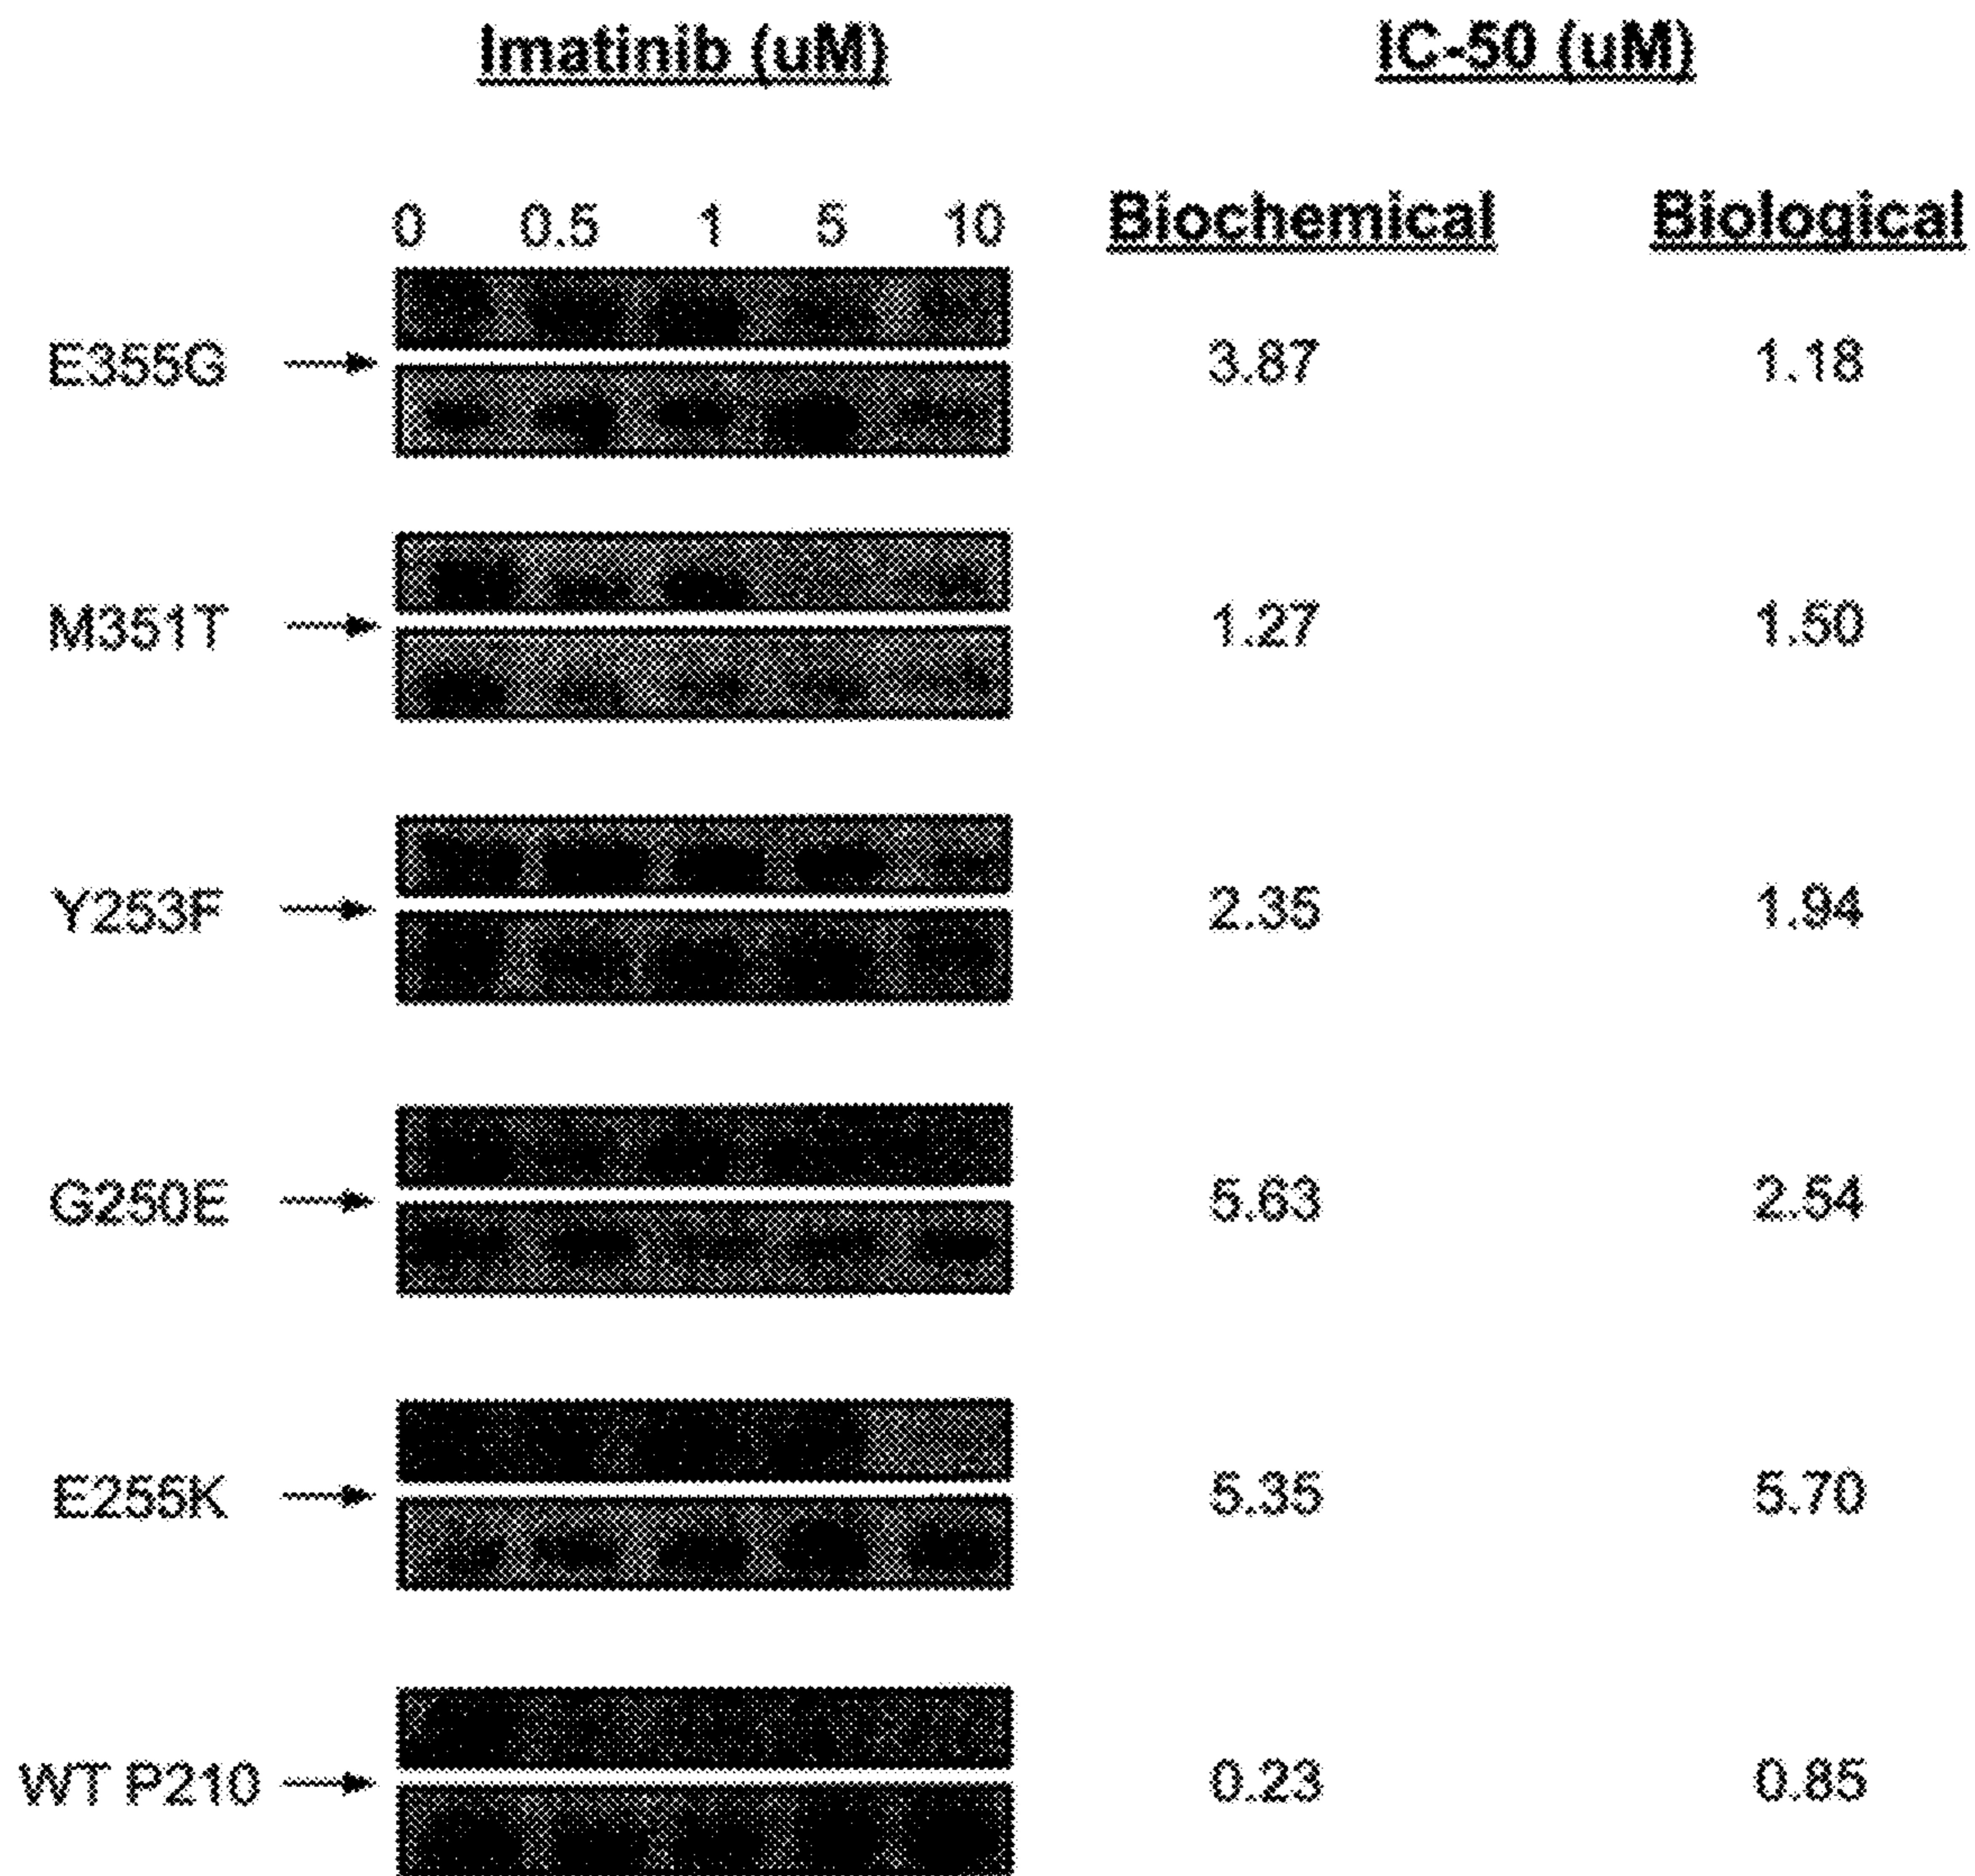 Imatinib (uM) IC-50 (uM)
0 0.5 1 5 10 Biochemical Biological
E355G 3.87 1.18
M351T 1.27 1.50
Y253F 2.35 1.94
G250E 5.63 2.54
E255K 5.35 5.70
WT P210 0.23 0.85